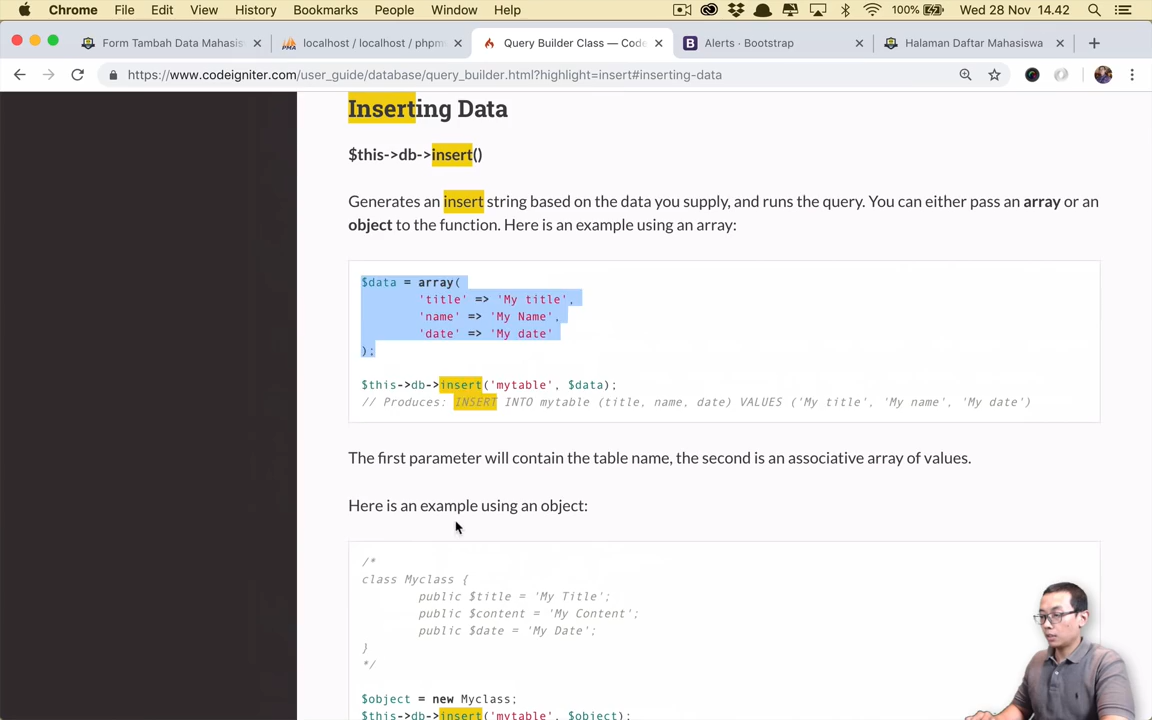 Chrome File Edit View History Bookmarks People Window Help 100% Wed 28 Nov 14.42
Form Tambah Data Mahasis
localhost / localhost / phpm
Query Builder Class — Code
Alerts · Bootstrap
Halaman Daftar Mahasiswa
https://www.codeigniter.com/user_guide/database/query_builder.html?highlight=insert#inserting-data
Inserting Data
$this->db->insert()
Generates an insert string based on the data you supply, and runs the query. You can either pass an array or an
object to the function. Here is an example using an array:
$data = array(
'title' => 'My title',
'name' => 'My Name',
'date' => 'My date'
);
$this->db->insert('mytable', $data);
// Produces: INSERT INTO mytable (title, name, date) VALUES ('My title', 'My name', 'My date')
The first parameter will contain the table name, the second is an associative array of values.
Here is an example using an object:
/*
class Myclass {
public $title = 'My Title';
public $content = 'My Content';
public $date = 'My Date';
}
*/
$object = new Myclass;
$this->db->insert('mytable', $object);